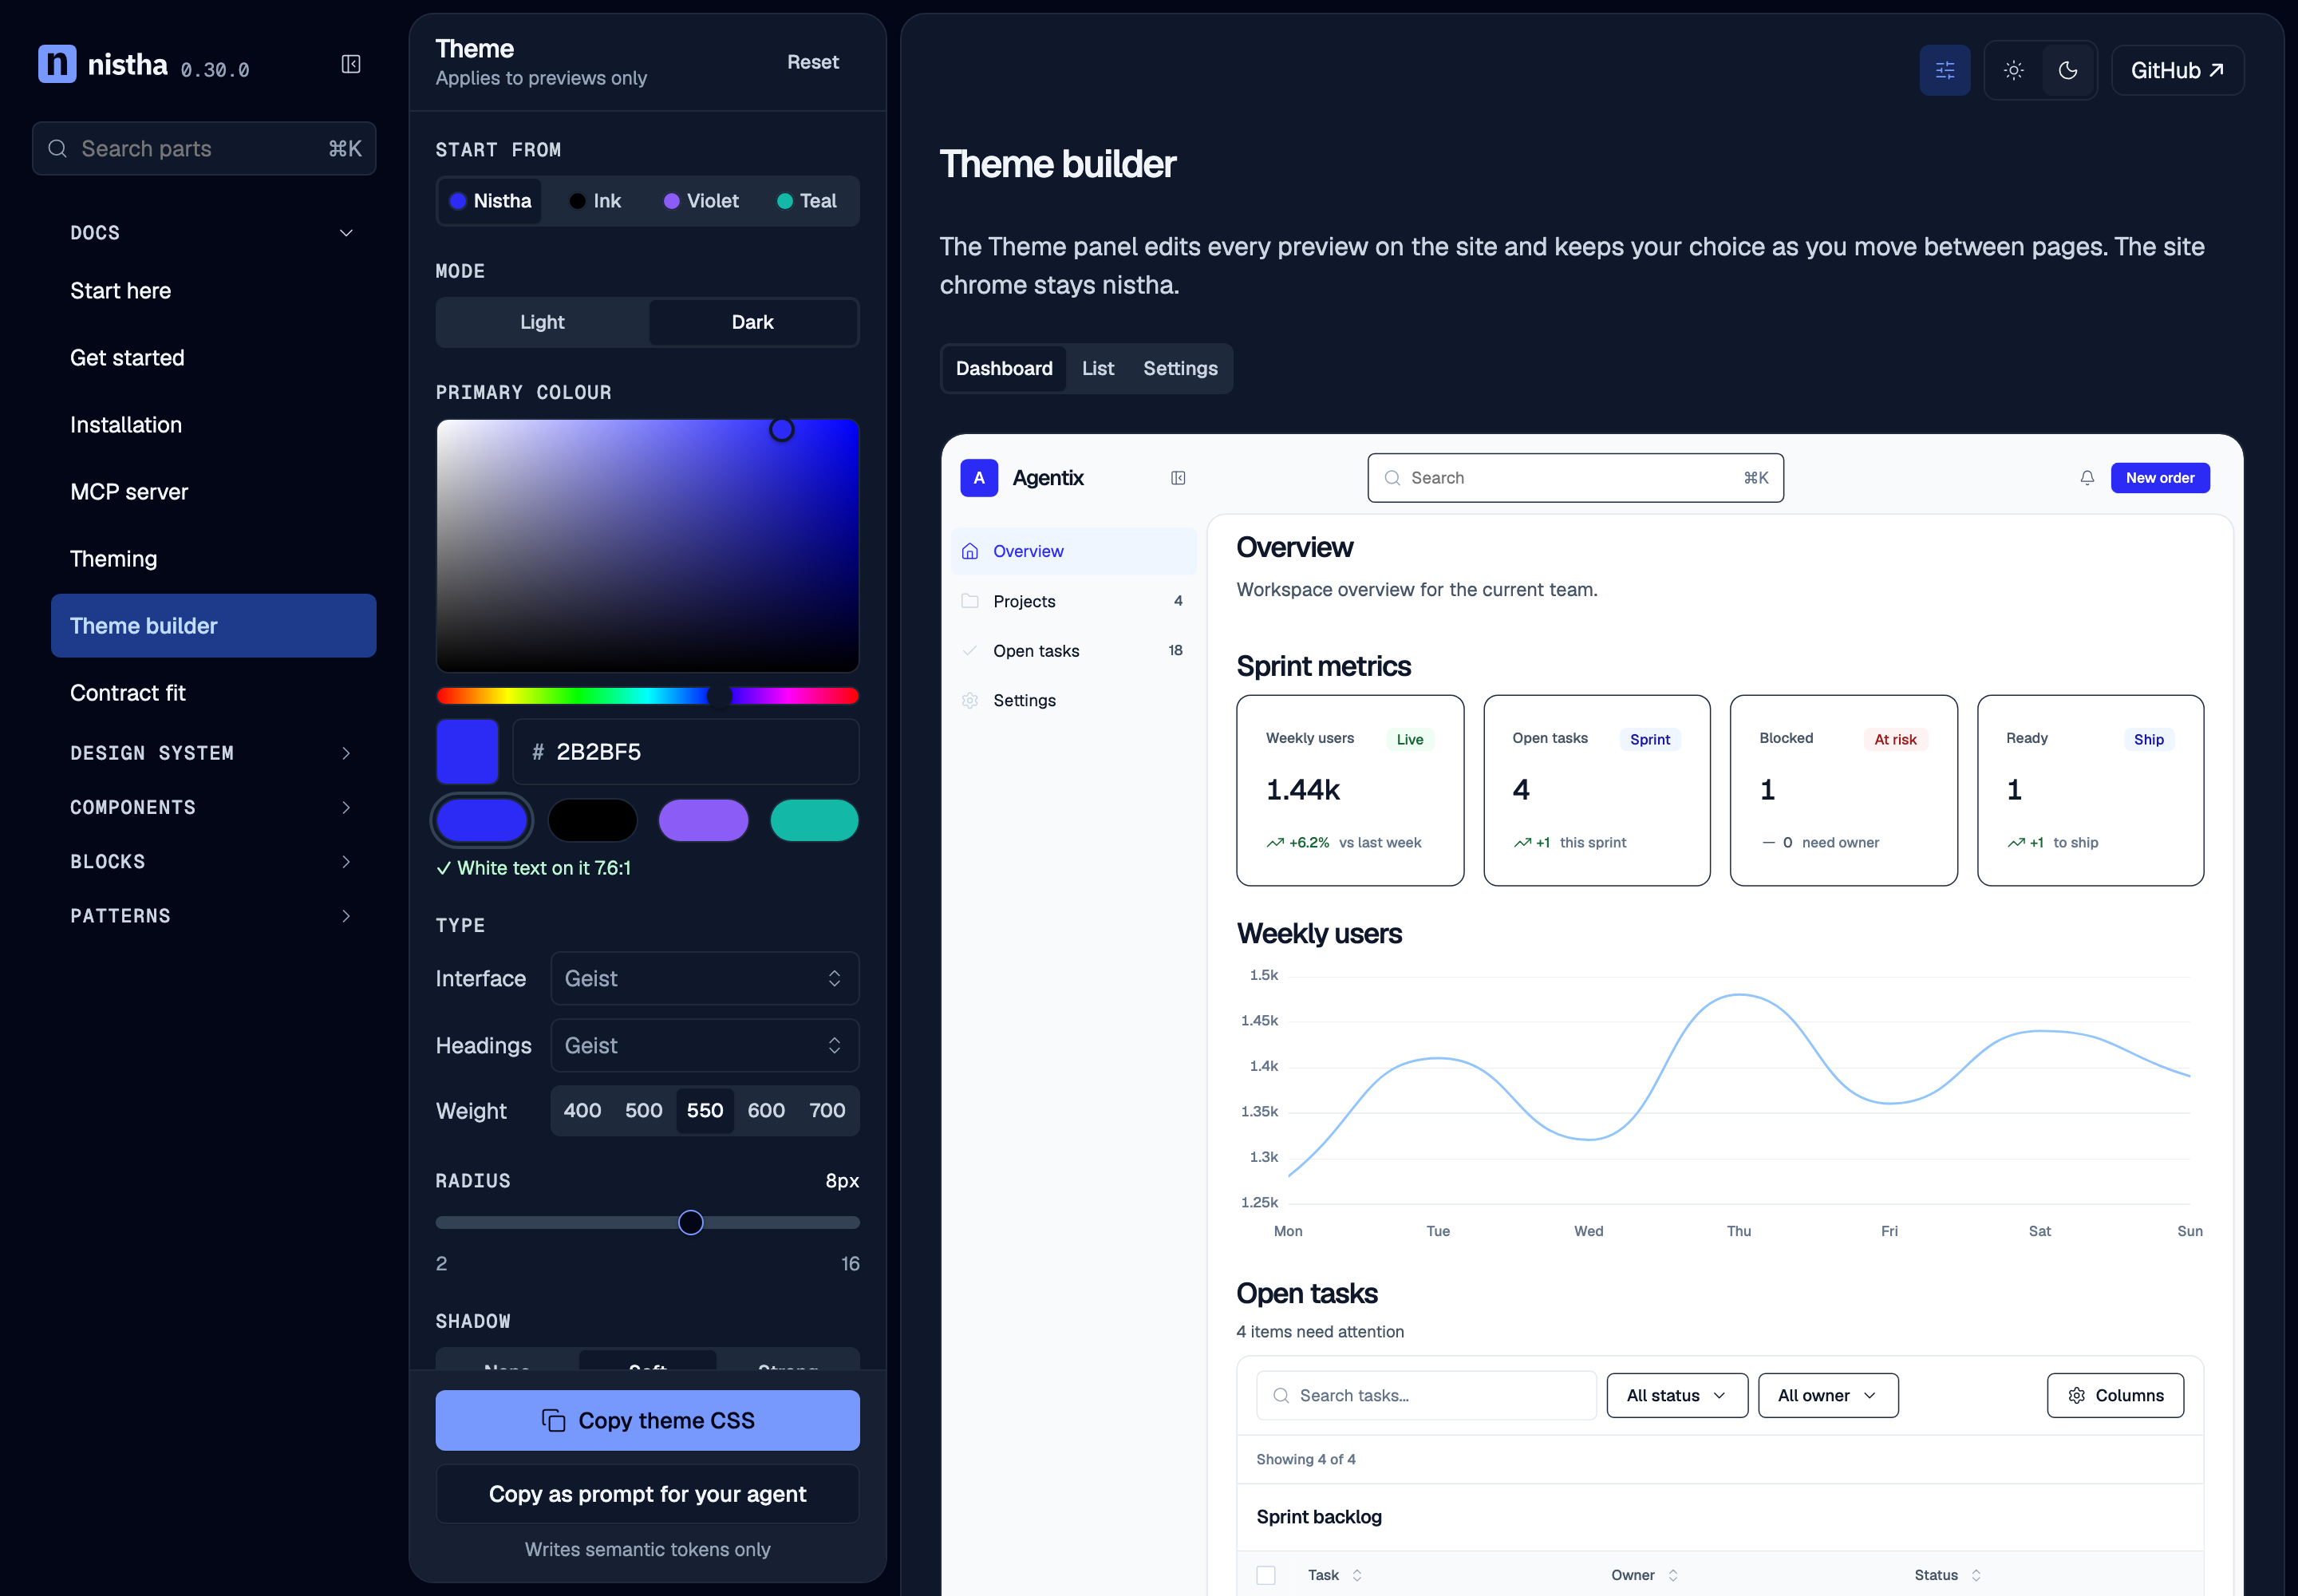 nistha 0.30.0
Search parts ⌘K
DOCS
Start here
Get started
Installation
MCP server
Theming
Theme builder
Contract fit
DESIGN SYSTEM
COMPONENTS
BLOCKS
PATTERNS
Theme
Applies to previews only
Reset
START FROM
Nistha Ink Violet Teal
MODE
Light Dark
PRIMARY COLOUR
# 2B2BF5
✓ White text on it 7.6:1
TYPE
Interface Geist
Headings Geist
Weight 400 500 550 600 700
RADIUS 8px
2 16
SHADOW
None Soft Strong
Copy theme CSS
Copy as prompt for your agent
Writes semantic tokens only
GitHub ↗
Theme builder
The Theme panel edits every preview on the site and keeps your choice as you move between pages. The site
chrome stays nistha.
Dashboard List Settings
A Agentix
Search ⌘K
New order
Overview
Projects 4
Open tasks 18
Settings
Overview
Workspace overview for the current team.
Sprint metrics
Weekly users Live
1.44k
+6.2% vs last week
Open tasks Sprint
4
+1 this sprint
Blocked At risk
1
— 0 need owner
Ready Ship
1
+1 to ship
Weekly users
1.5k
1.45k
1.4k
1.35k
1.3k
1.25k
Mon Tue Wed Thu Fri Sat Sun
Open tasks
4 items need attention
Search tasks...
All status
All owner
Columns
Showing 4 of 4
Sprint backlog
Task Owner Status